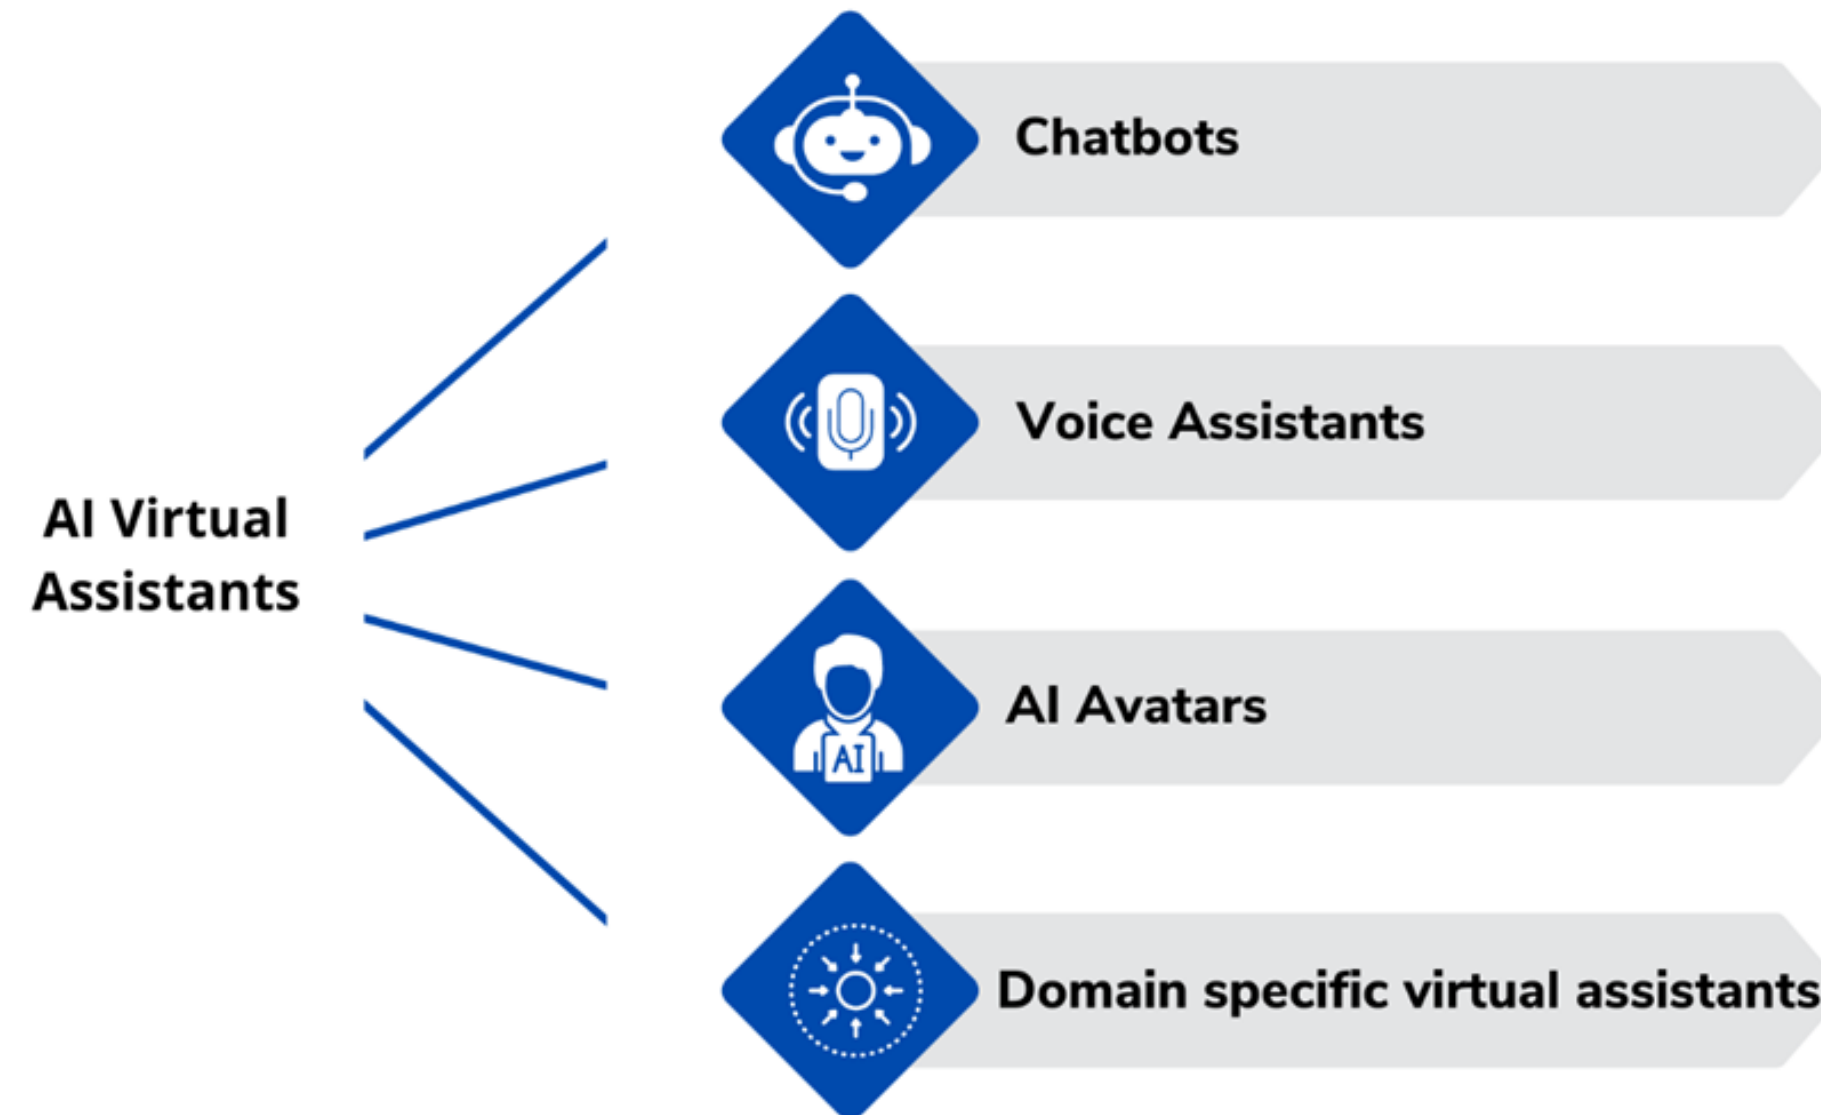 AI Virtual
Assistants
Chatbots
Voice Assistants
AI Avatars
AI
Domain specific virtual assistants